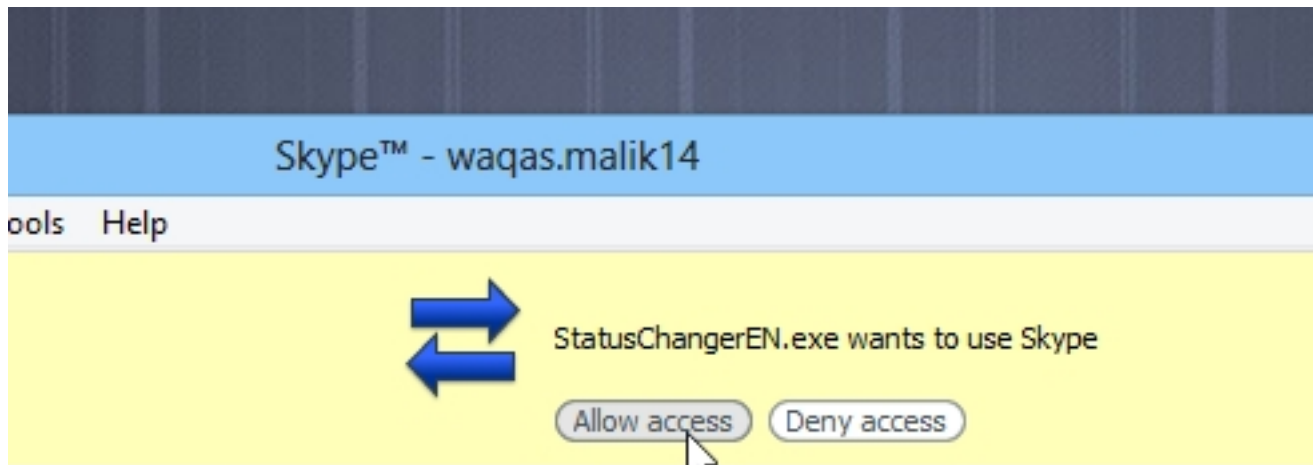 Skype™ - waqas.malik14
ools Help
StatusChangerEN.exe wants to use Skype
Allow access Deny access